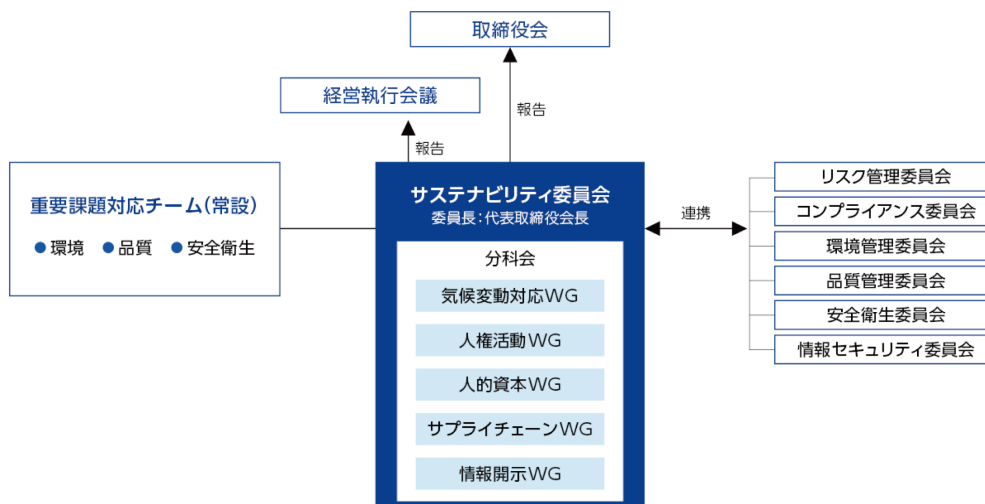 取締役会
経営執行会議
報告
報告
重要課題対応チーム(常設)
●環境 ●品質 ●安全衛生
サステナビリティ委員会
委員長：代表取締役会長
分科会
気候変動対応WG
人権活動WG
人的資本WG
サプライチェーンWG
情報開示WG
連携
リスク管理委員会
コンプライアンス委員会
環境管理委員会
品質管理委員会
安全衛生委員会
情報セキュリティ委員会